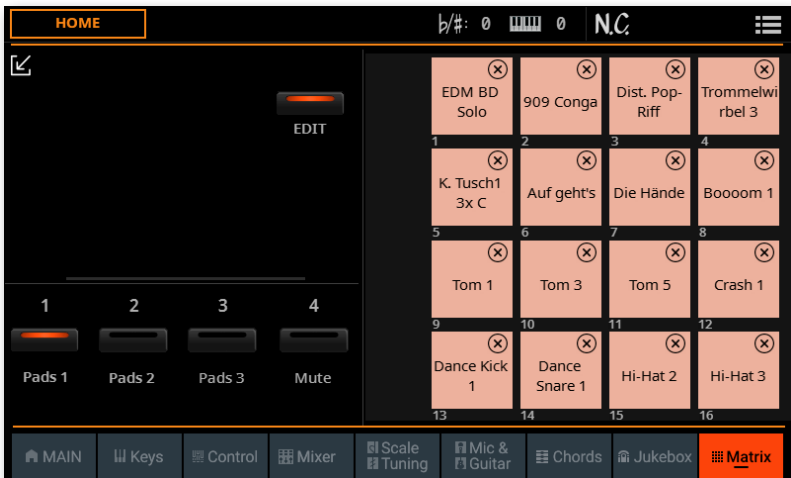 HOME
♭/♯: 0
0
N.C.
EDIT
EDM BD
Solo
1
909 Conga
2
Dist. Pop-
Riff
3
Trommelwi
rbel 3
4
K. Tusch1
3x C
5
Auf geht's
6
Die Hände
7
Boooom 1
8
Tom 1
9
Tom 3
10
Tom 5
11
Crash 1
12
Dance Kick
1
13
Dance
Snare 1
14
Hi-Hat 2
15
Hi-Hat 3
16
1
2
3
4
Pads 1
Pads 2
Pads 3
Mute
MAIN
Keys
Control
Mixer
Scale
Tuning
Mic &
Guitar
Chords
Jukebox
Matrix